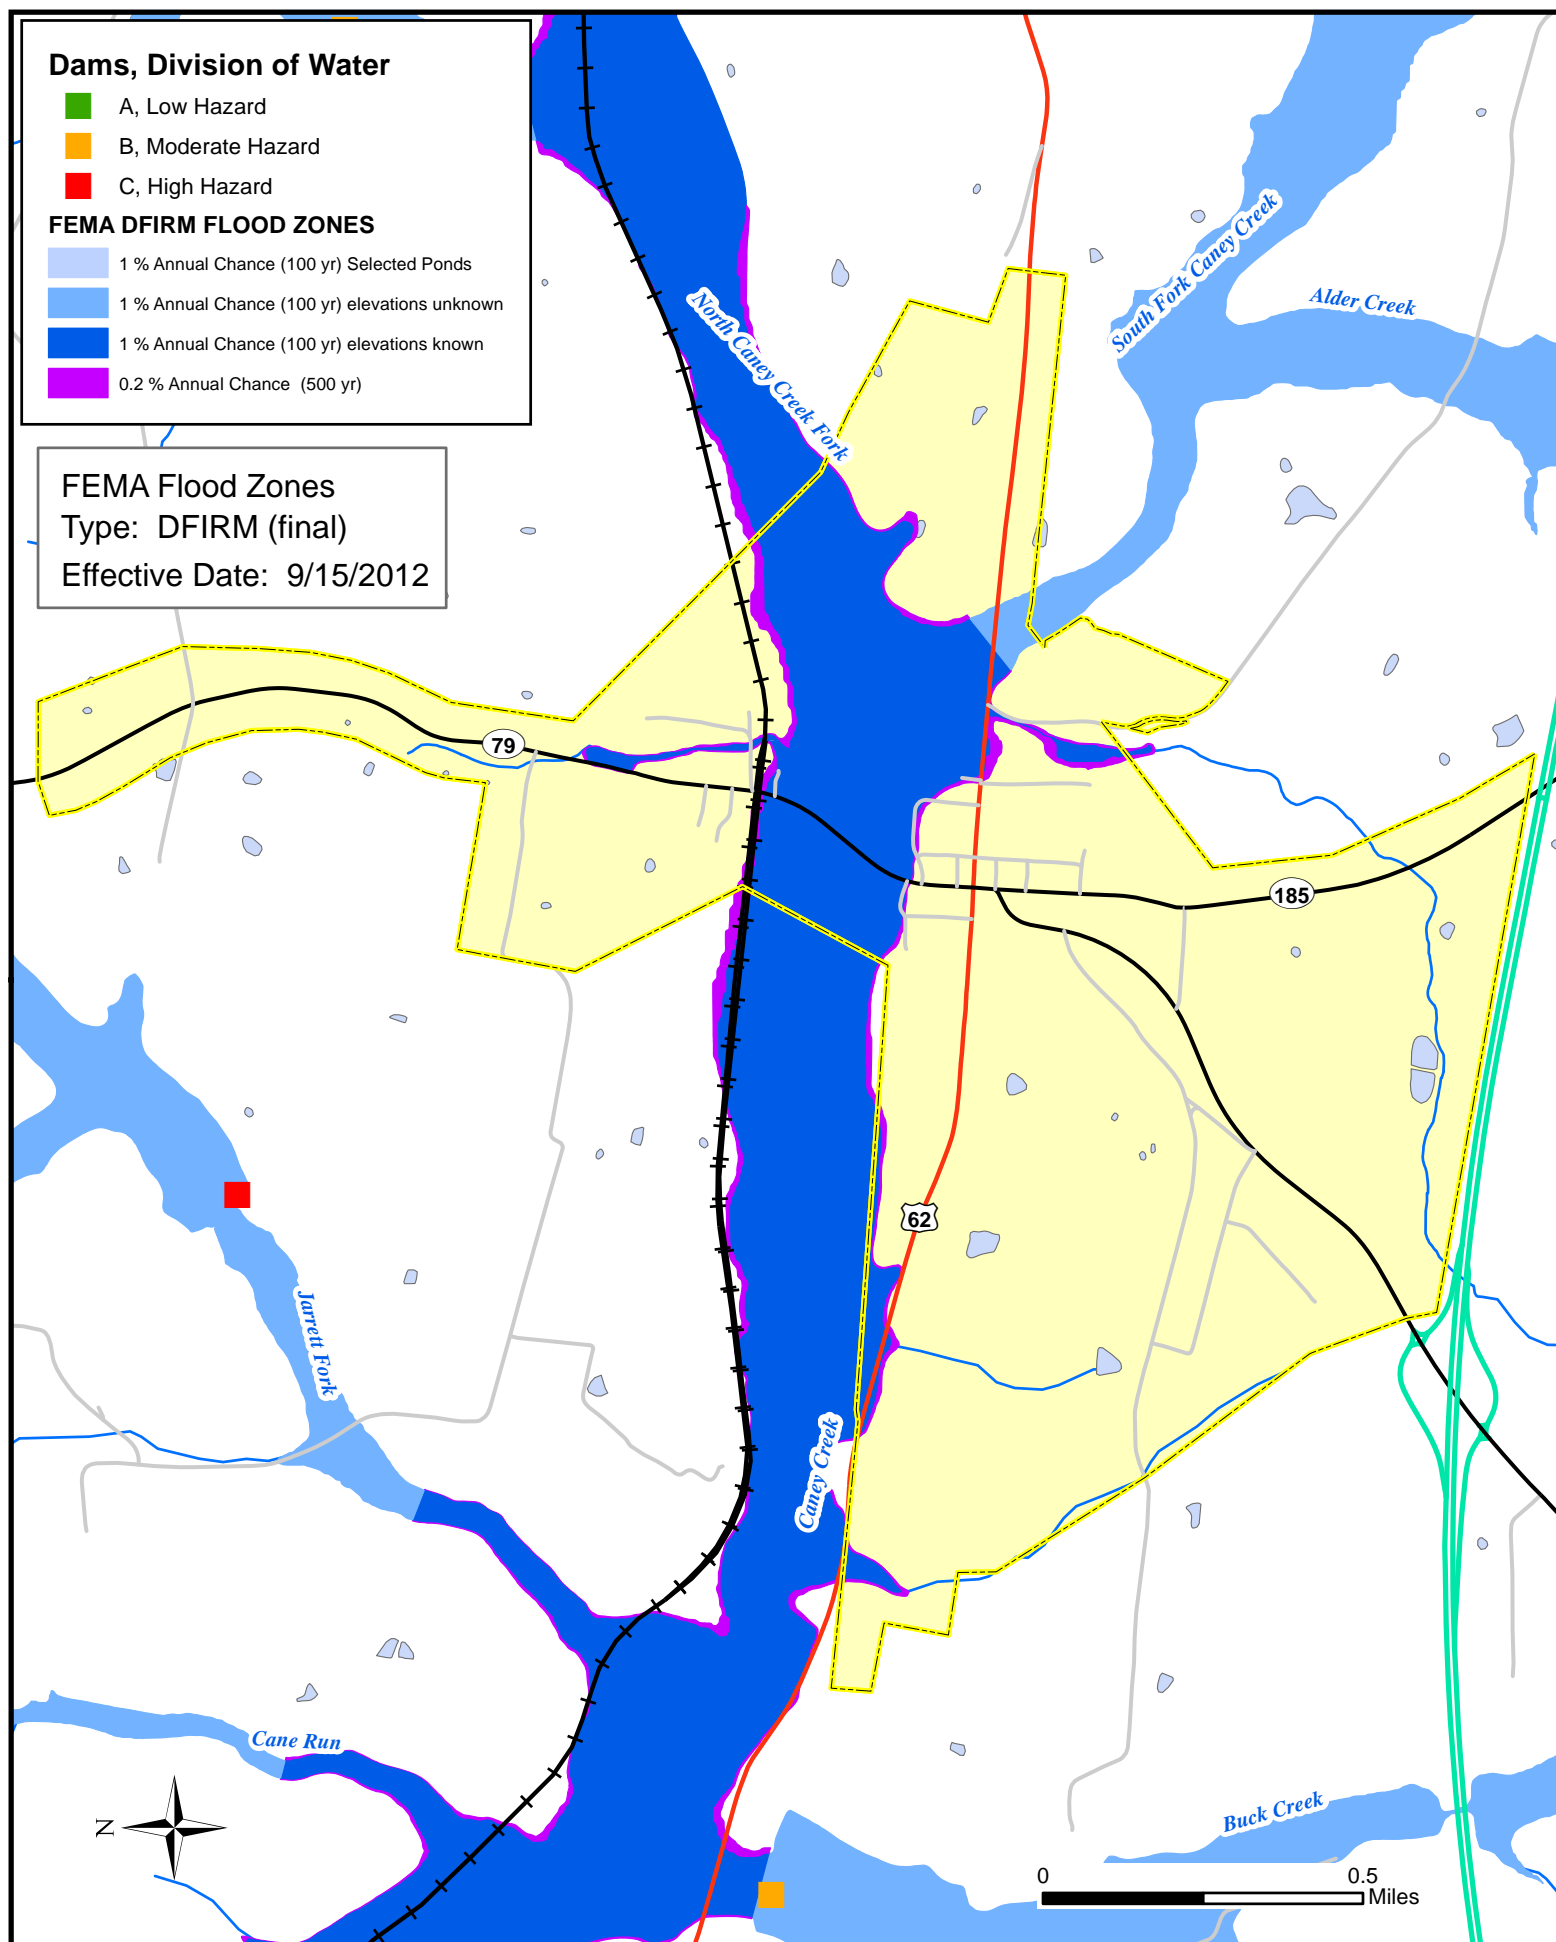 Dams, Division of Water
A, Low Hazard
B, Moderate Hazard
C, High Hazard
FEMA DFIRM FLOOD ZONES
1 % Annual Chance (100 yr) Selected Ponds
1 % Annual Chance (100 yr) elevations unknown
1 % Annual Chance (100 yr) elevations known
0.2 % Annual Chance  (500 yr)
FEMA Flood Zones
Type:  DFIRM (final)
Effective Date:  9/15/2012
North Caney Creek Fork
South Fork Caney Creek
Alder Creek
79
185
62
Jarrett Fork
Caney Creek
Cane Run
Buck Creek
N
0 0.5
Miles